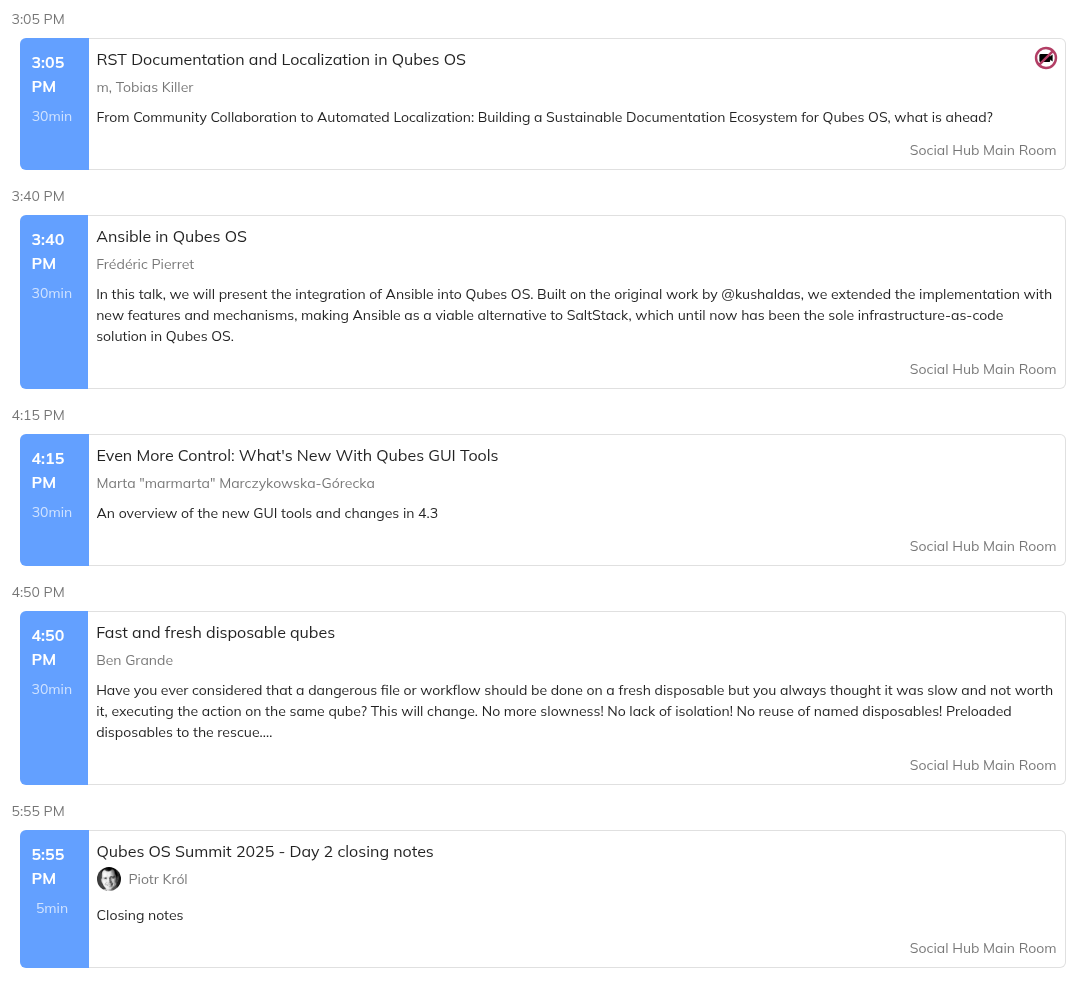 3:05 PM
3:05
PM
30min
RST Documentation and Localization in Qubes OS
m, Tobias Killer
From Community Collaboration to Automated Localization: Building a Sustainable Documentation Ecosystem for Qubes OS, what is ahead?
Social Hub Main Room
3:40 PM
3:40
PM
30min
Ansible in Qubes OS
Frédéric Pierret
In this talk, we will present the integration of Ansible into Qubes OS. Built on the original work by @kushaldas, we extended the implementation with
new features and mechanisms, making Ansible as a viable alternative to SaltStack, which until now has been the sole infrastructure-as-code
solution in Qubes OS.
Social Hub Main Room
4:15 PM
4:15
PM
30min
Even More Control: What's New With Qubes GUI Tools
Marta "marmarta" Marczykowska-Górecka
An overview of the new GUI tools and changes in 4.3
Social Hub Main Room
4:50 PM
4:50
PM
30min
Fast and fresh disposable qubes
Ben Grande
Have you ever considered that a dangerous file or workflow should be done on a fresh disposable but you always thought it was slow and not worth
it, executing the action on the same qube? This will change. No more slowness! No lack of isolation! No reuse of named disposables! Preloaded
disposables to the rescue....
Social Hub Main Room
5:55 PM
5:55
PM
5min
Qubes OS Summit 2025 - Day 2 closing notes
Piotr Król
Closing notes
Social Hub Main Room